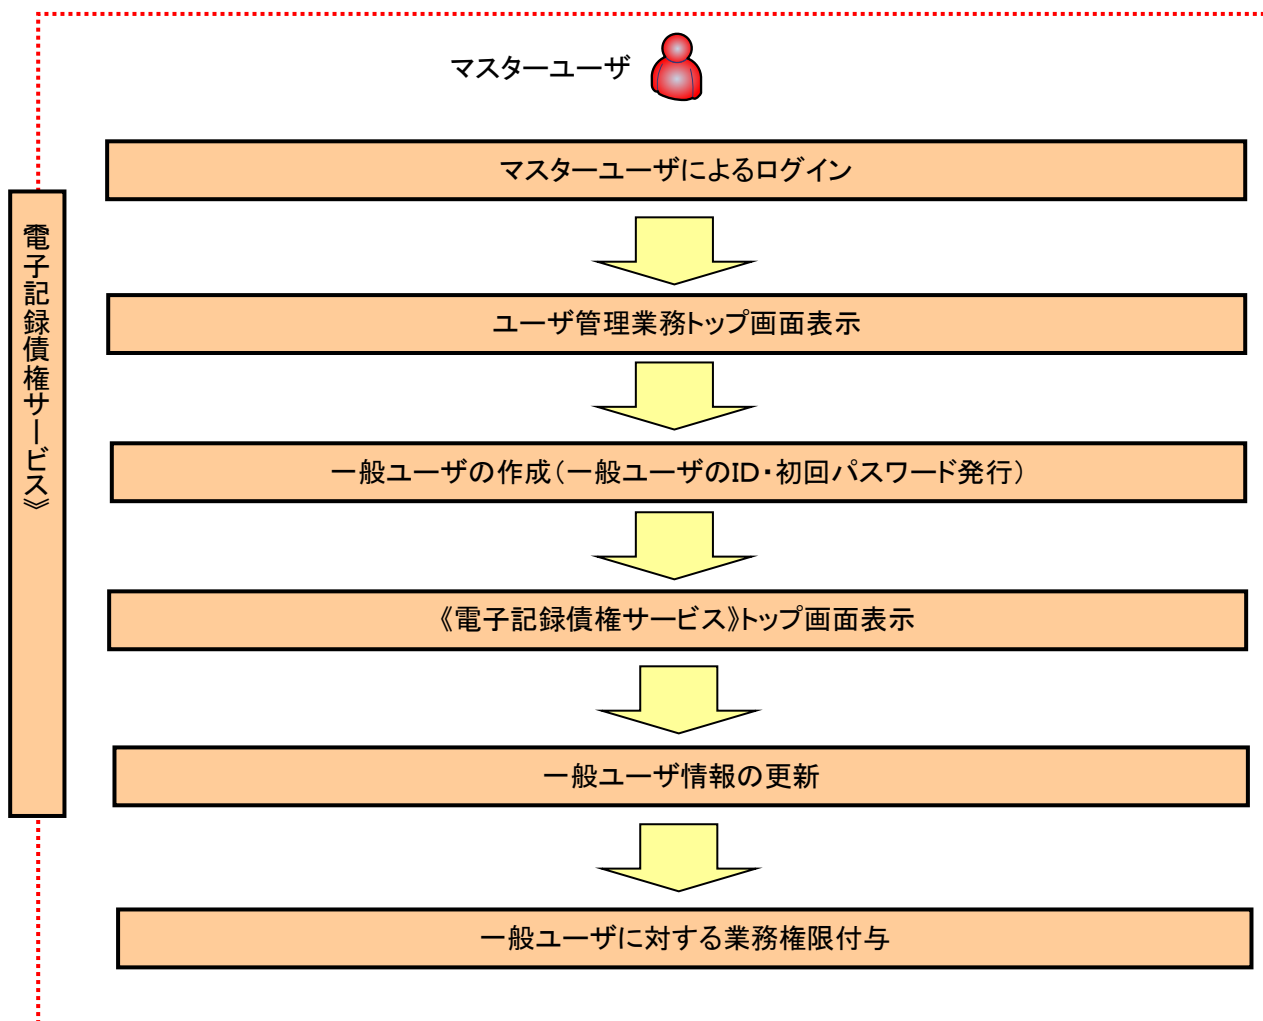 マスターユーザ
マスターユーザによるログイン
電子記録債権サービス》
ユーザ管理業務トップ画面表示
一般ユーザの作成(一般ユーザのID・初回パスワード発行)
《電子記録債権サービス》トップ画面表示
一般ユーザ情報の更新
一般ユーザに対する業務権限付与